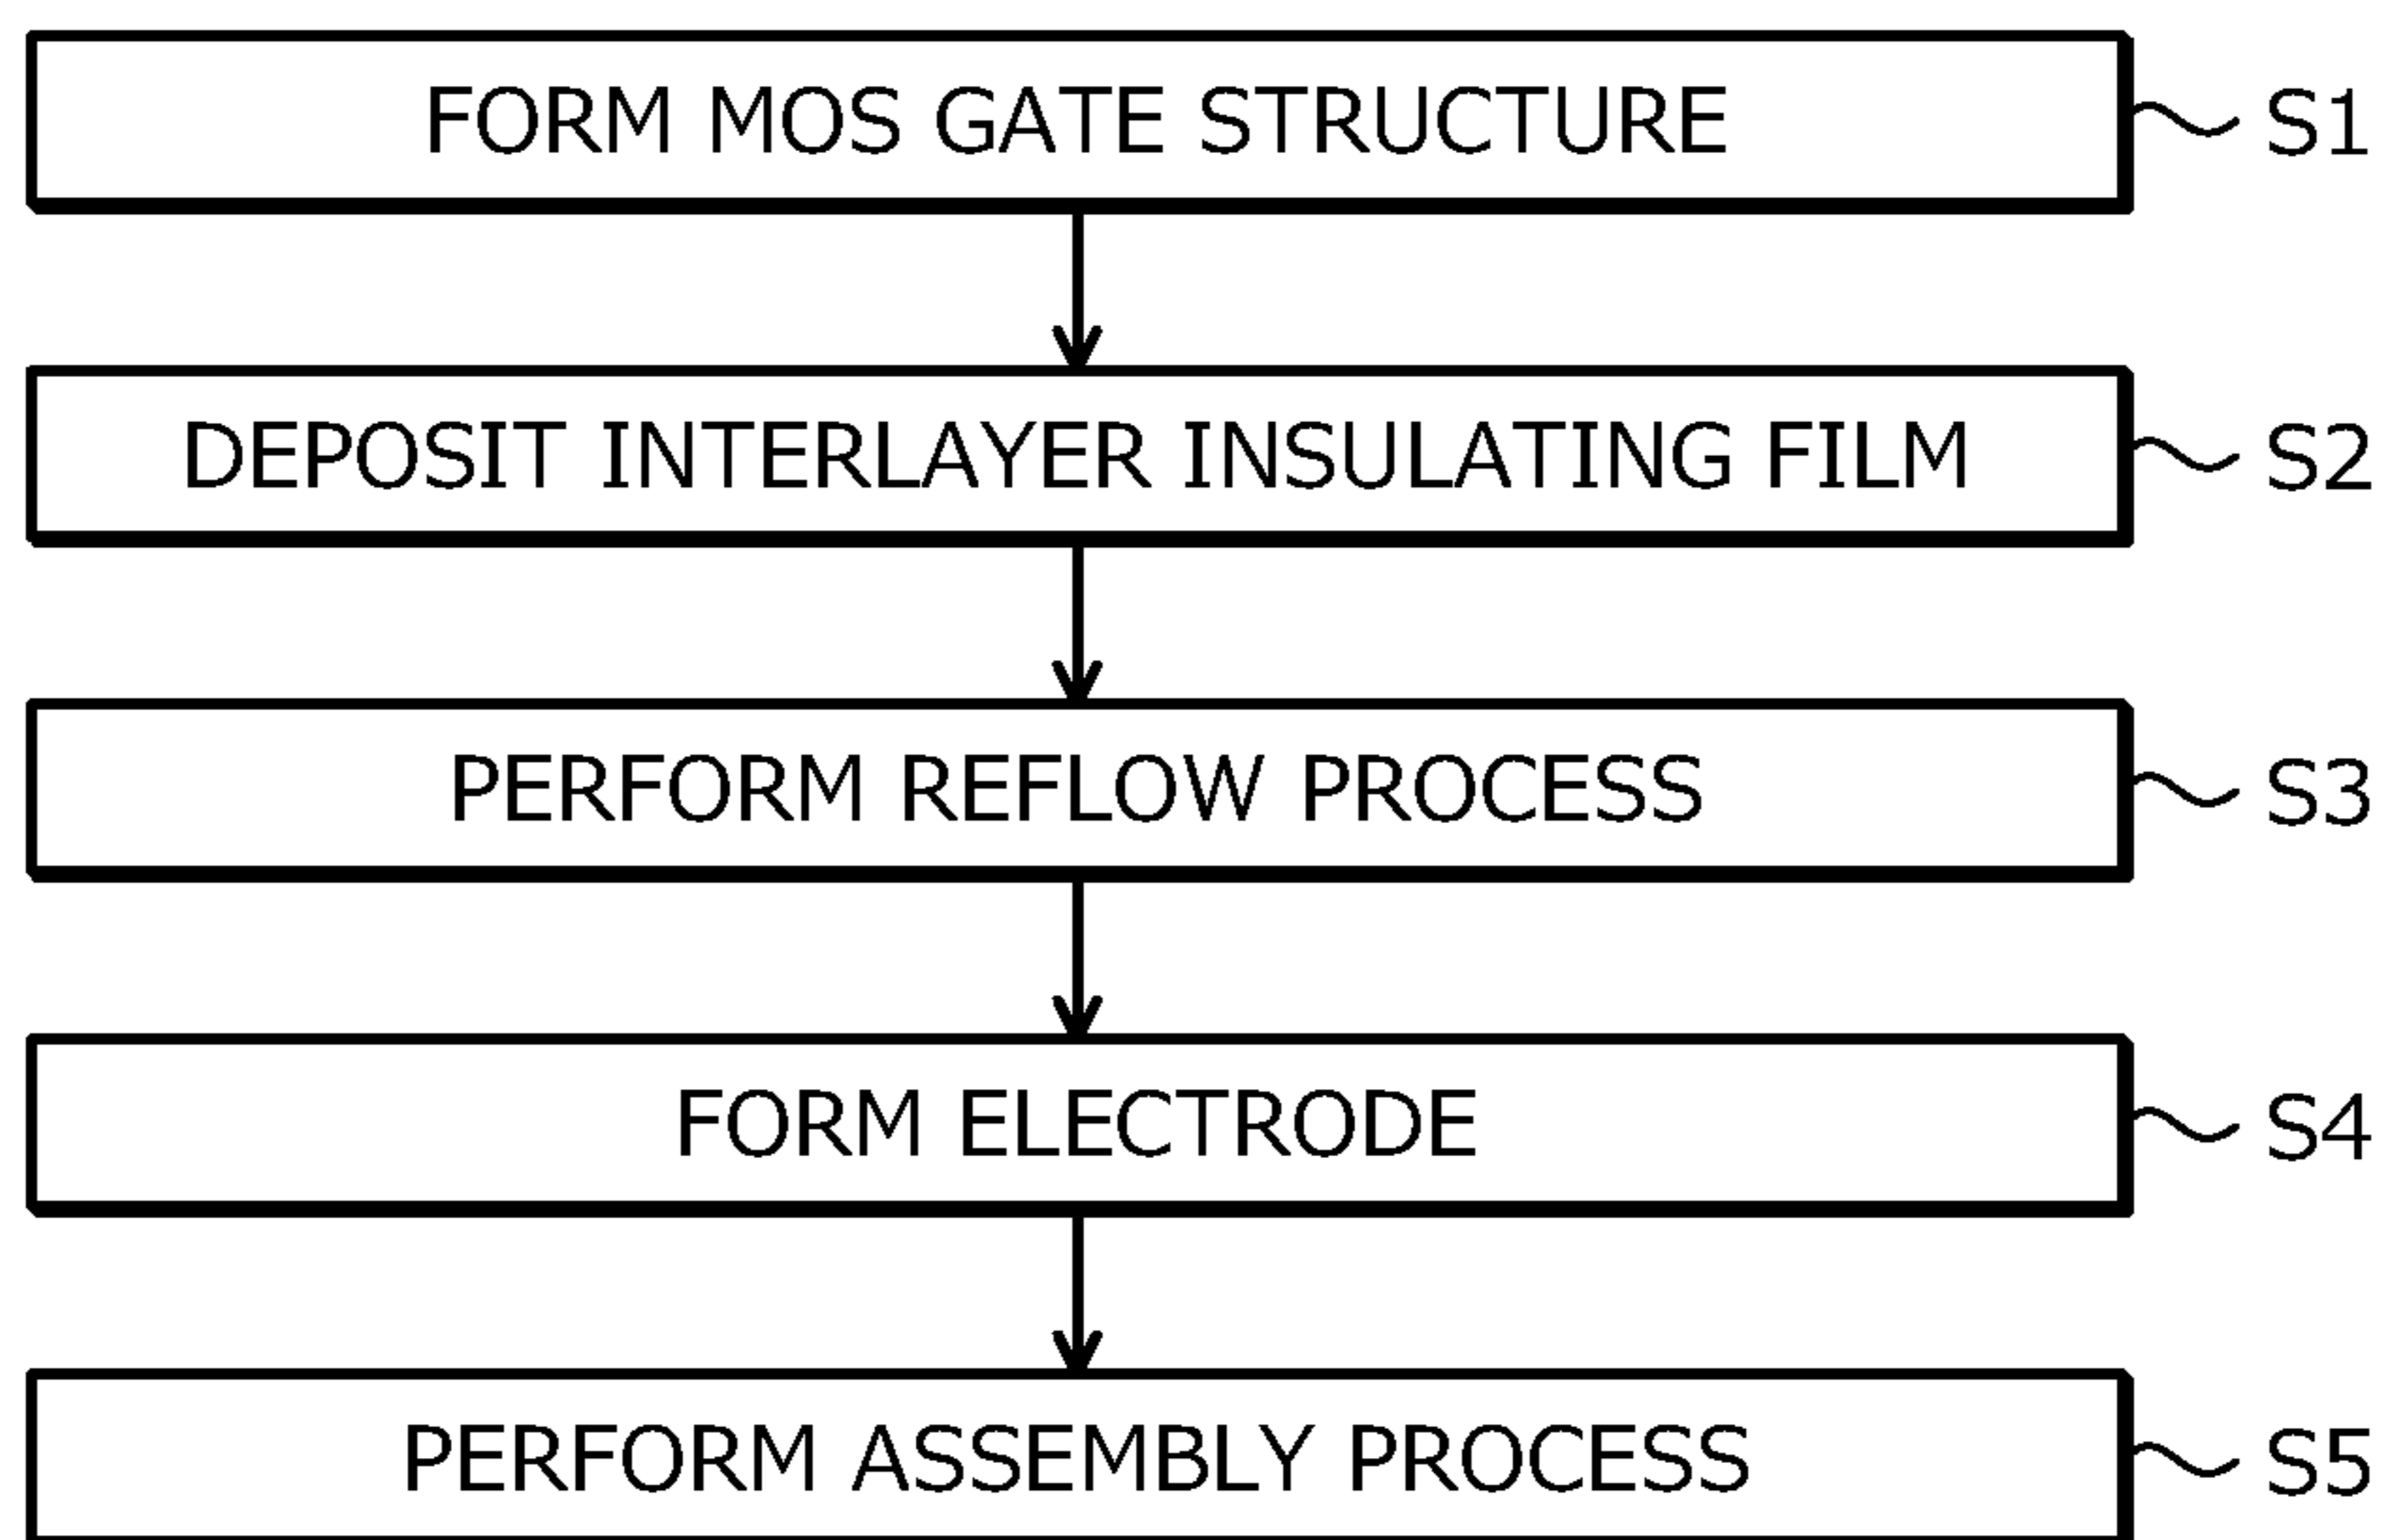 FORM MOS GATE STRUCTURE S1
DEPOSIT INTERLAYER INSULATING FILM S2
PERFORM REFLOW PROCESS S3
FORM ELECTRODE S4
PERFORM ASSEMBLY PROCESS S5